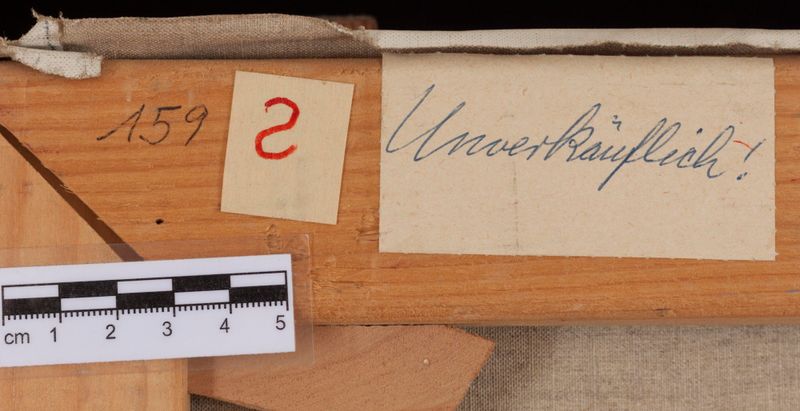 159
S
Unverkäuflich!
cm 1 2 3 4 5